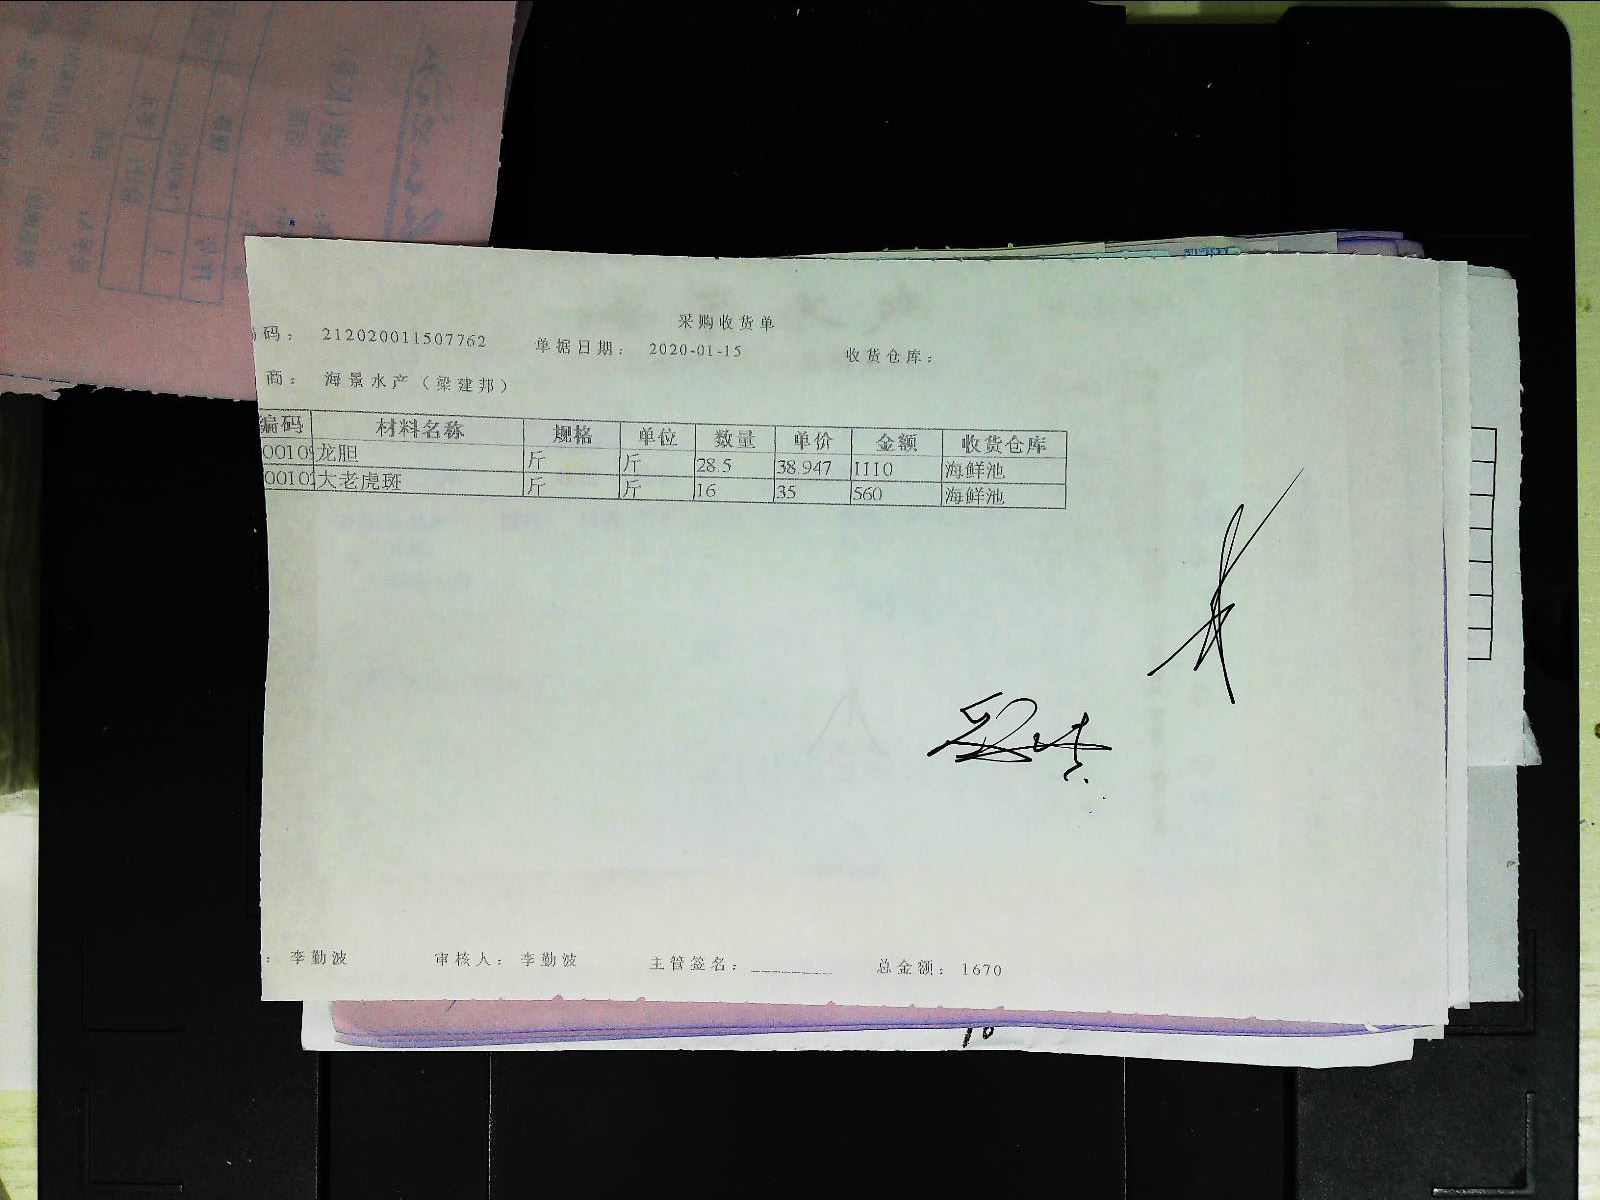 采购收货单
码： 212020011507762 单据日期： 2020-01-15 收货仓库：
商： 海景水产（梁建邦）
编码 材料名称 规格 单位 数量 单价 金额 收货仓库
00109 龙胆 斤 斤 28.5 38.947 1110 海鲜池
00102 大老虎斑 斤 斤 16 35 560 海鲜池
： 李勤波 审核人： 李勤波 主管签名：________ 总金额： 1670